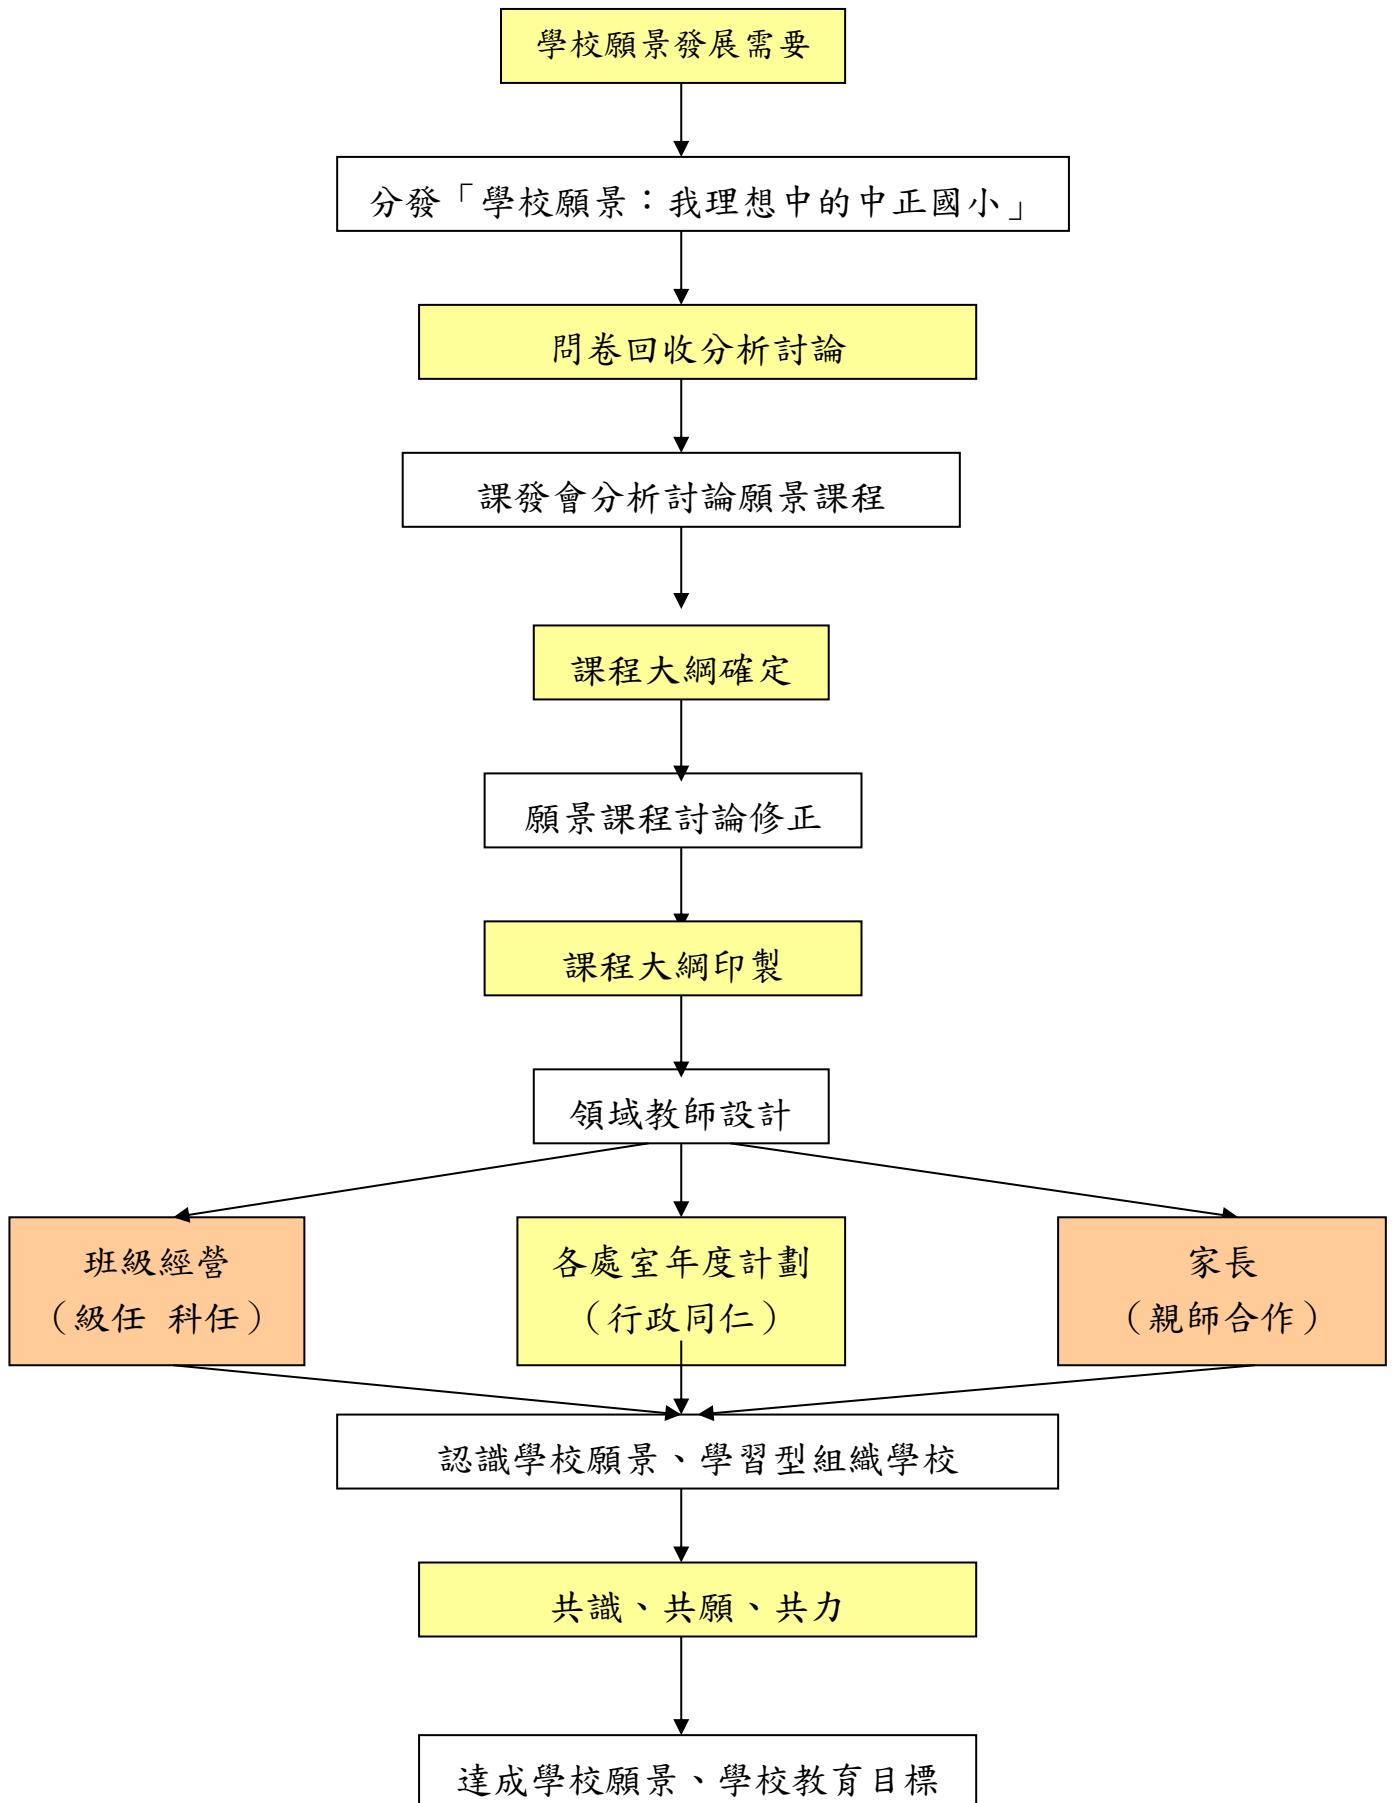 學校願景發展需要
分發「學校願景：我理想中的中正國小」
問卷回收分析討論
課發會分析討論願景課程
課程大綱確定
願景課程討論修正
課程大綱印製
領域教師設計
班級經營
（級任 科任）
各處室年度計劃
（行政同仁）
家長
（親師合作）
認識學校願景、學習型組織學校
共識、共願、共力
達成學校願景、學校教育目標